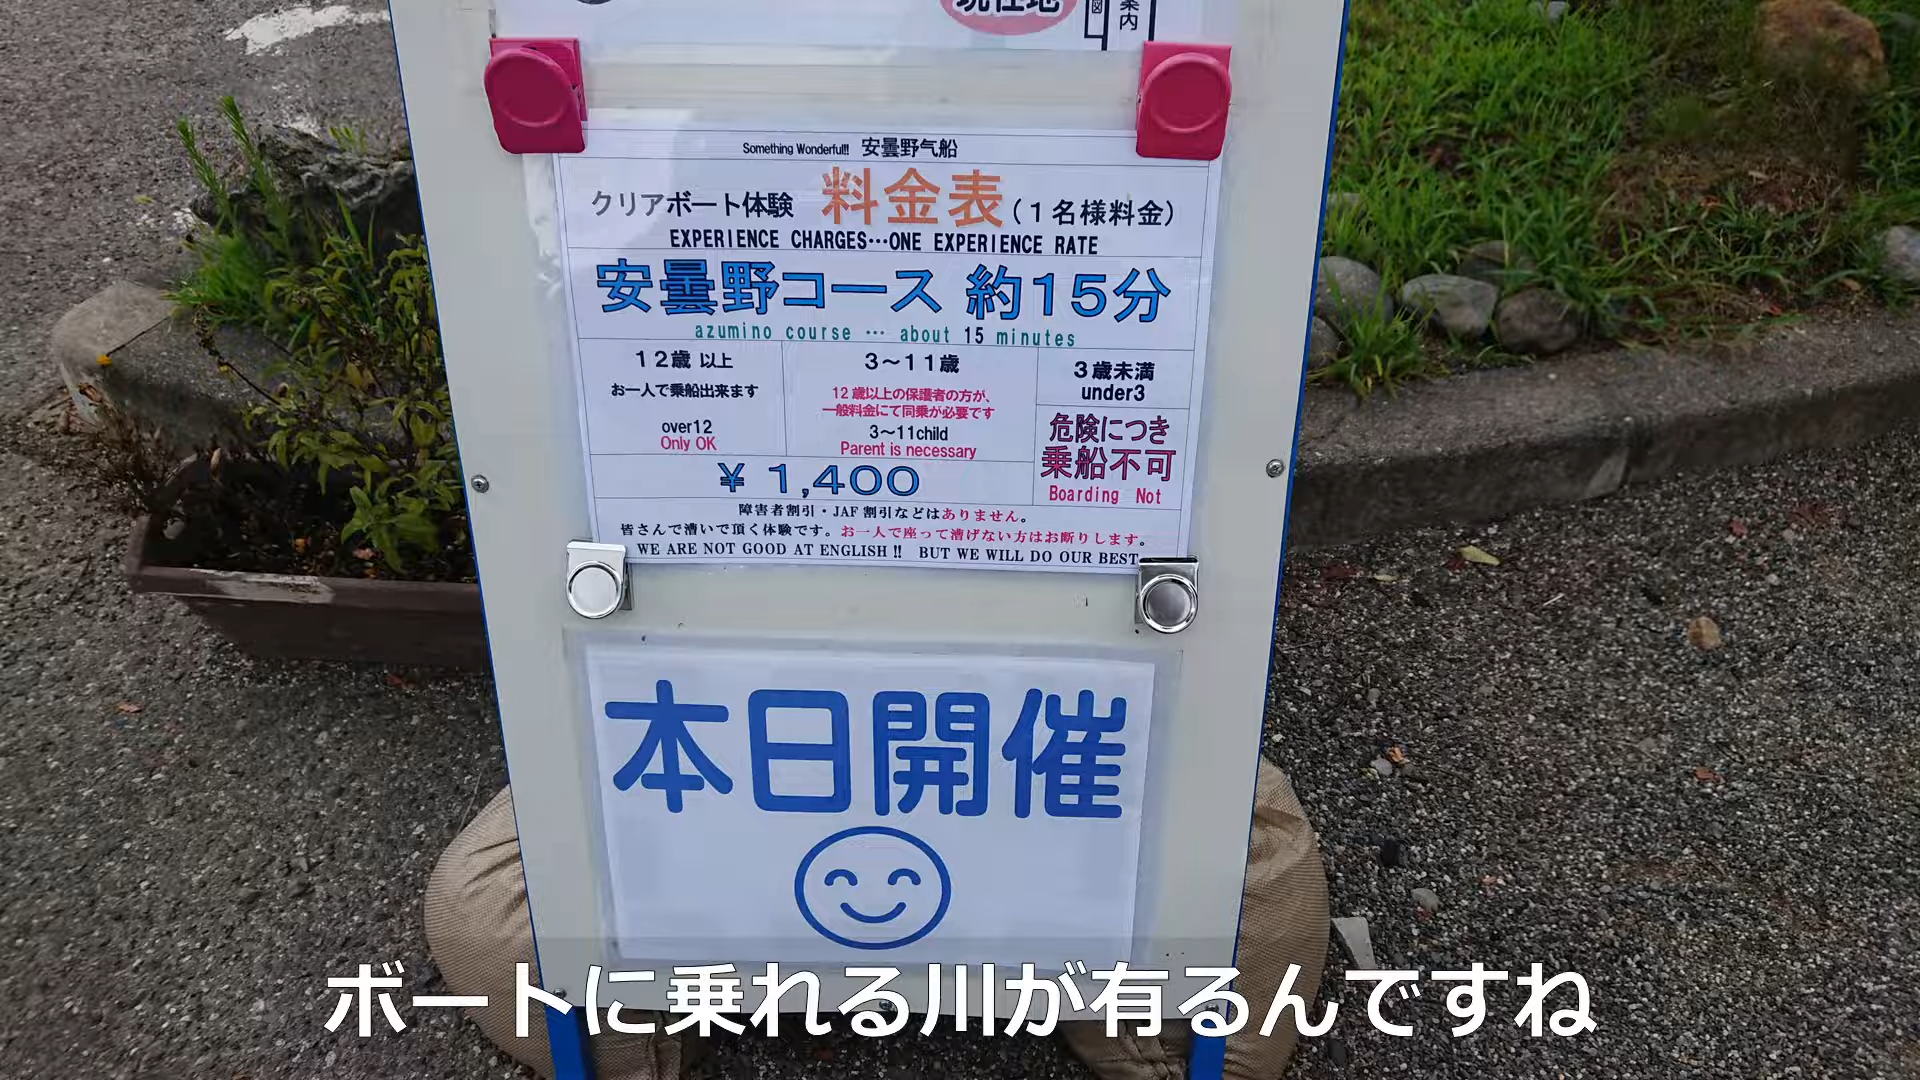 現在地
図
案内
Something Wonderful!! 安曇野气船
クリアボート体験 料金表(1名様料金)
EXPERIENCE CHARGES…ONE EXPERIENCE RATE
安曇野コース 約15分
azumino course … about 15 minutes
12歳 以上
お一人で乗船出来ます
over12
Only OK
3～11歳
12歳以上の保護者の方が、
一般料金にて同乗が必要です
3～11child
Parent is necessary
3歳未満
under3
危険につき
乗船不可
Boarding Not
¥ 1,400
障害者割引・JAF割引などはありません。
皆さんで漕いで頂く体験です。お一人で座って漕げない方はお断りします。
WE ARE NOT GOOD AT ENGLISH !! BUT WE WILL DO OUR BEST
本日開催
ボートに乗れる川が有るんですね